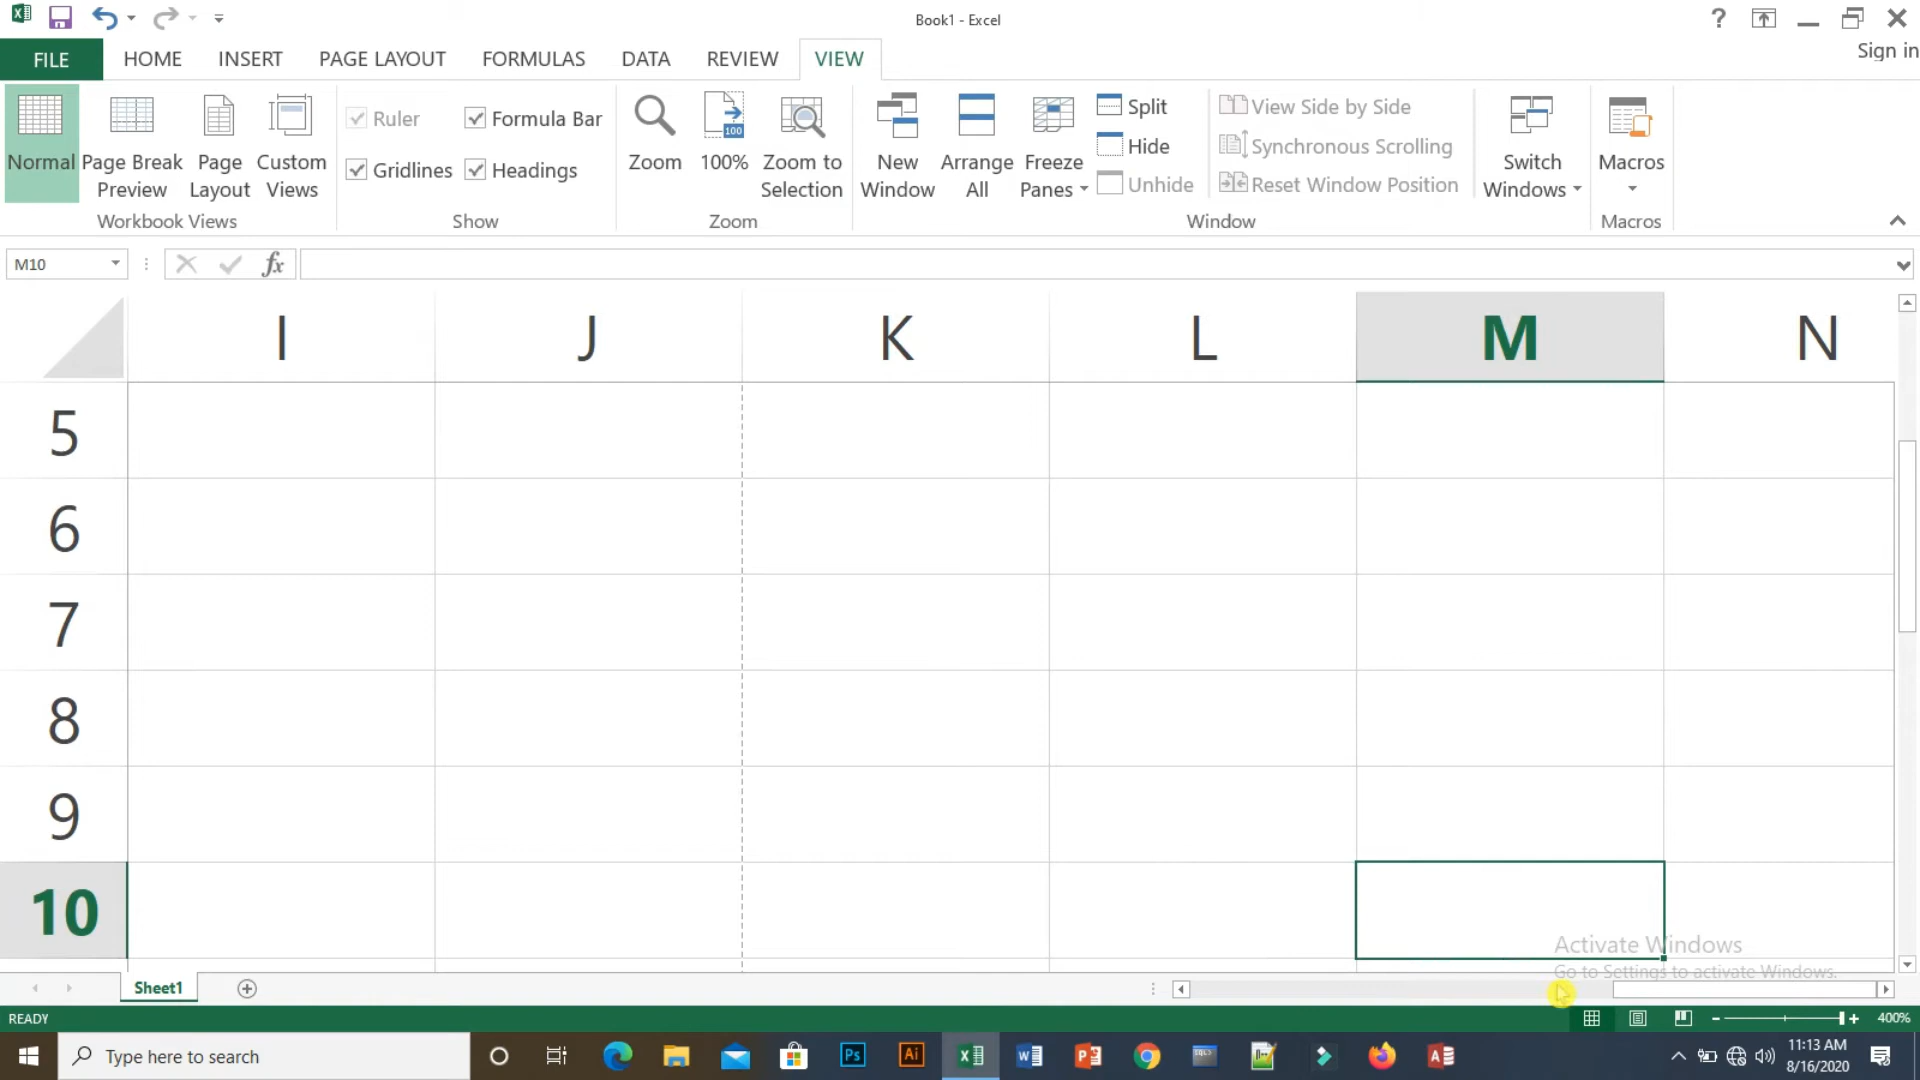 Book1 - Excel
Sign in
FILE HOME INSERT PAGE LAYOUT FORMULAS DATA REVIEW VIEW
Normal
Page Break
Preview
Page
Layout
Custom
Views
Workbook Views
Ruler
Formula Bar
Gridlines
Headings
Show
Zoom
100
100%
Zoom to
Selection
Zoom
New
Window
Arrange
All
Freeze
Panes
Split
Hide
Unhide
View Side by Side
Synchronous Scrolling
Reset Window Position
Switch
Windows
Window
Macros
Macros
M10
fx
I J K L M N
5
6
7
8
9
10
Activate Windows
Go to Settings to activate Windows.
Sheet1
READY
400%
Type here to search
Ps
Ai
11:13 AM
8/16/2020